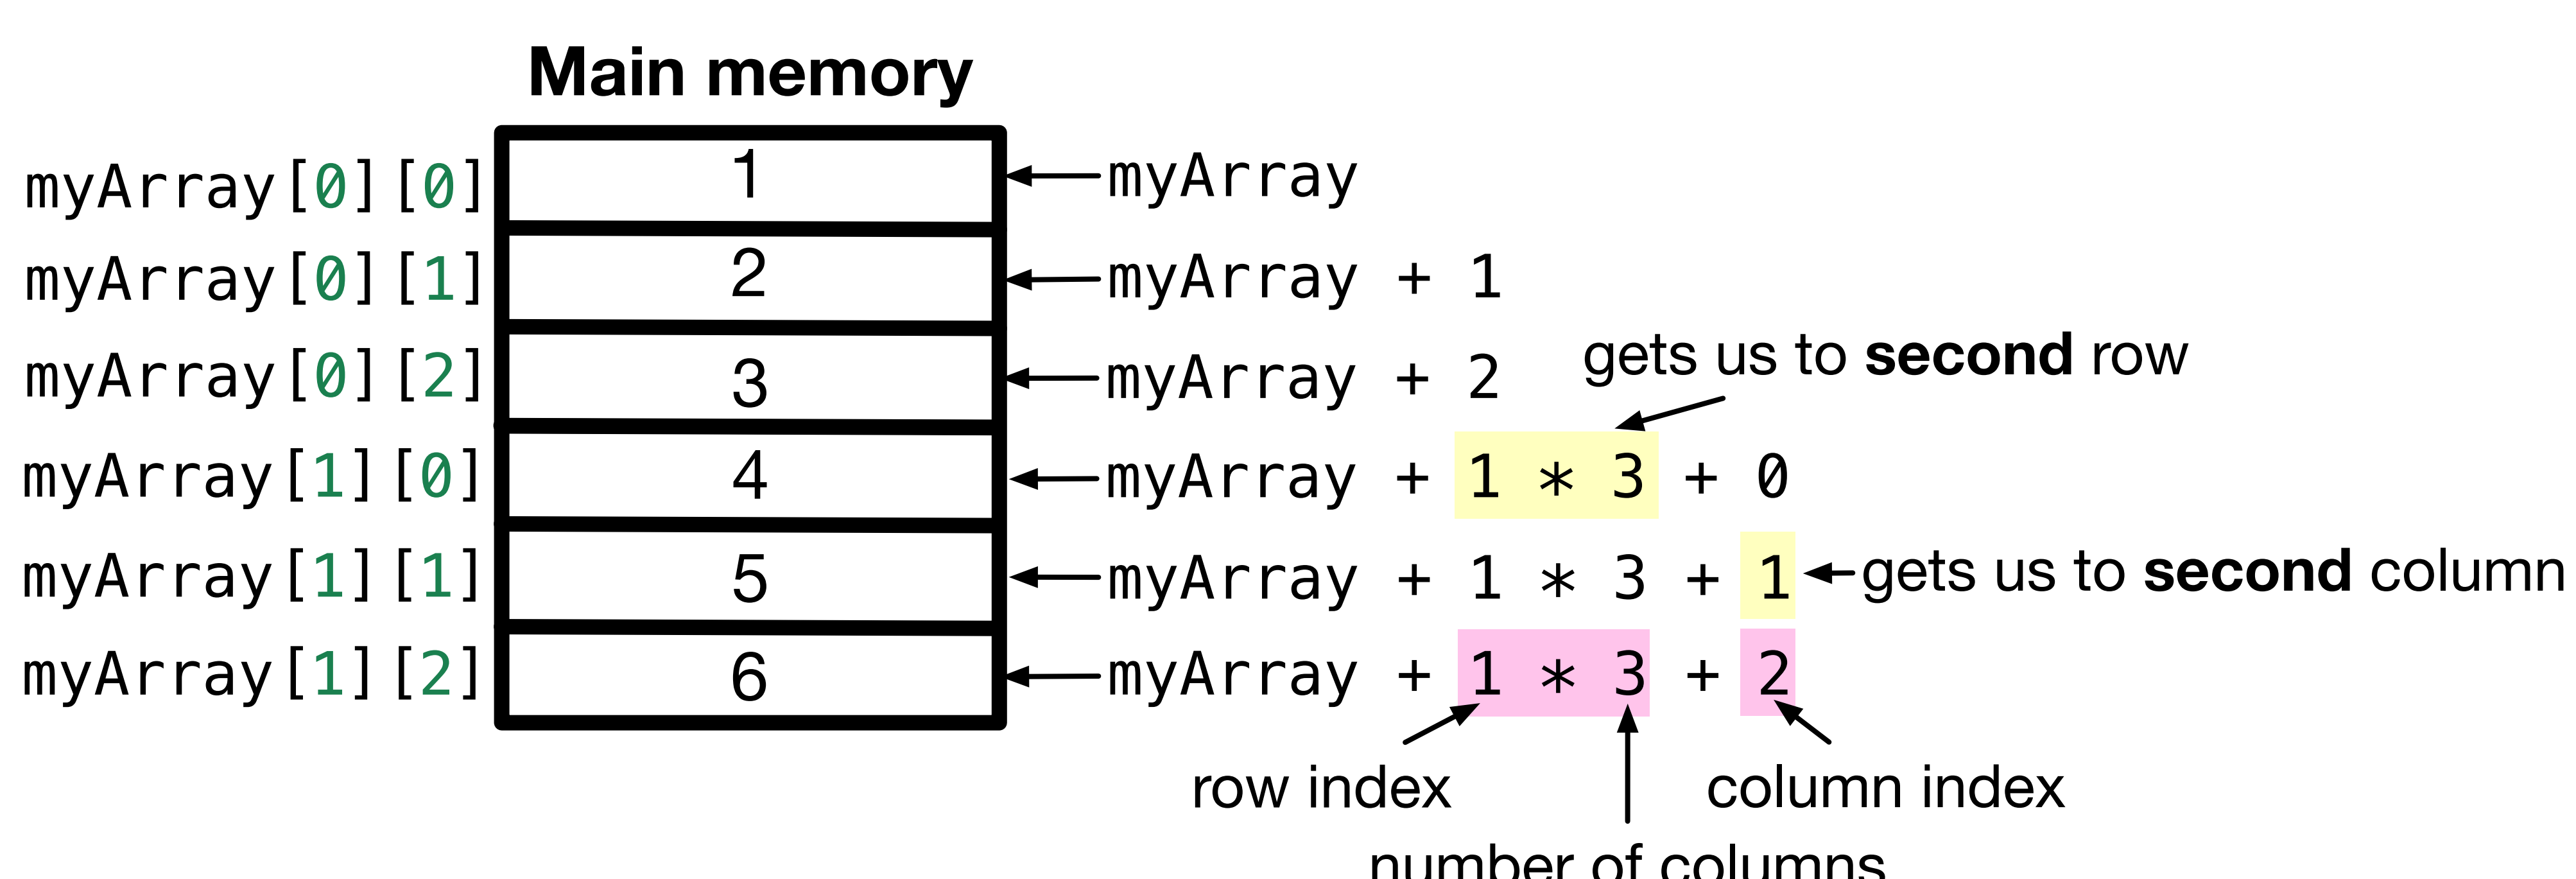 Main memory
myArray[0][0] 1 myArray
myArray[0][1] 2 myArray + 1
myArray[0][2] 3 myArray + 2
gets us to second row
myArray[1][0] 4 myArray + 1 * 3 + 0
myArray[1][1] 5 myArray + 1 * 3 + 1 gets us to second column
myArray[1][2] 6 myArray + 1 * 3 + 2
row index column index
number of columns